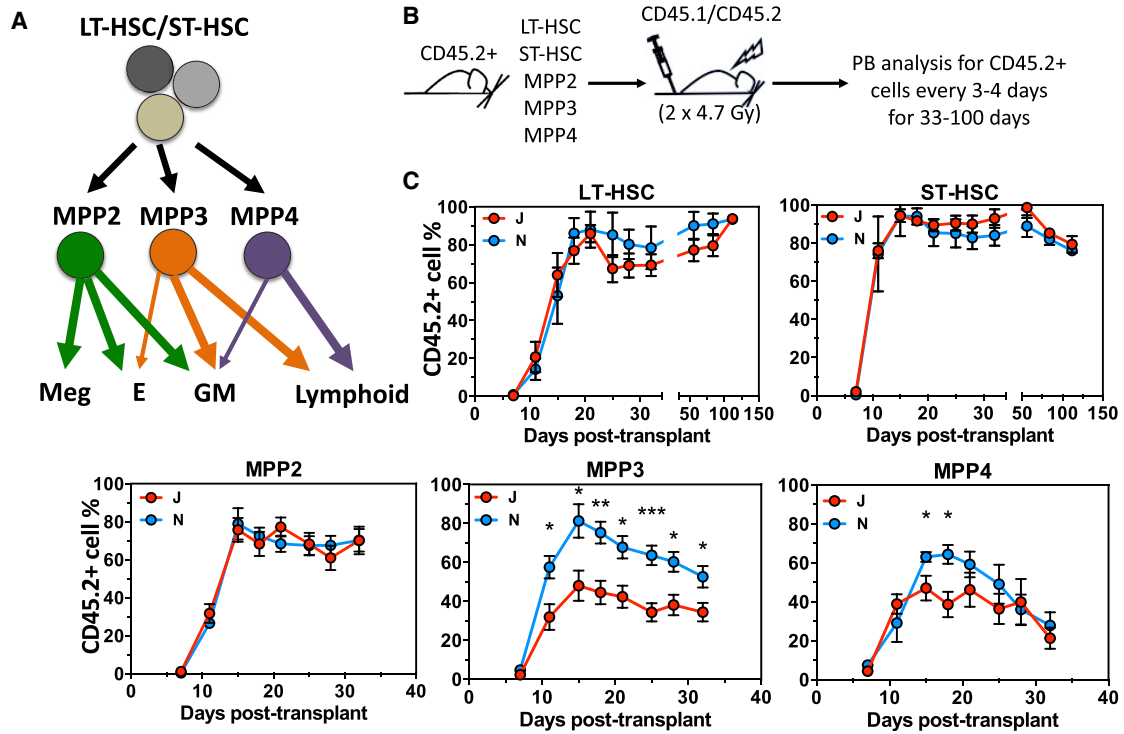 A
LT-HSC/ST-HSC
MPP2 MPP3 MPP4
Meg E GM Lymphoid
B
CD45.2+
LT-HSC
ST-HSC
MPP2
MPP3
MPP4
CD45.1/CD45.2
(2 x 4.7 Gy)
PB analysis for CD45.2+
cells every 3-4 days
for 33-100 days
C
LT-HSC
J
N
CD45.2+ cell %
100
80
60
40
20
0
0 10 20 30 50 100 150
Days post-transplant
ST-HSC
J
N
100
80
60
40
20
0
0 10 20 30 50 100 150
Days post-transplant
MPP2
J
N
CD45.2+ cell %
100
80
60
40
20
0
0 10 20 30 40
Days post-transplant
MPP3
J
N
* * ** * *** * *
100
80
60
40
20
0
0 10 20 30 40
Days post-transplant
MPP4
J
N
* *
100
80
60
40
20
0
0 10 20 30 40
Days post-transplant